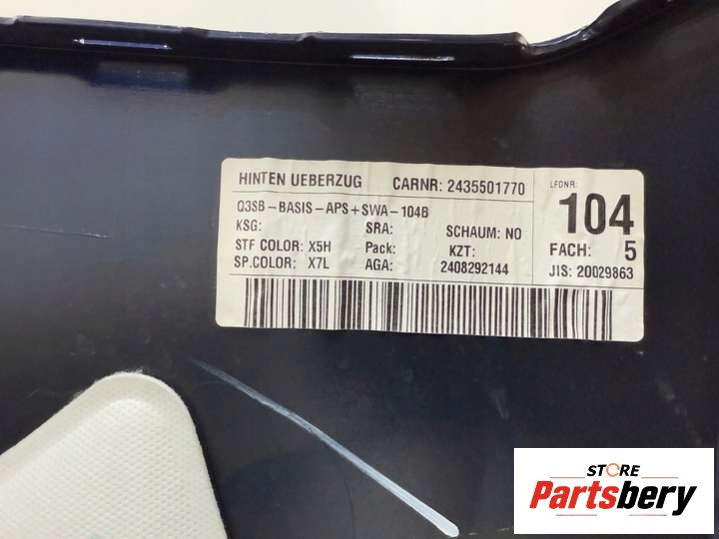 HINTEN UEBERZUG CARNR: 2435501770
Q3SB-BASIS-APS+SWA-104B
KSG: SRA: SCHAUM: NO
STF COLOR: X5H Pack: KZT:
SP.COLOR: X7L AGA: 2408292144
LFDNR:
104
FACH: 5
JIS: 20029863
STORE
Partsbery